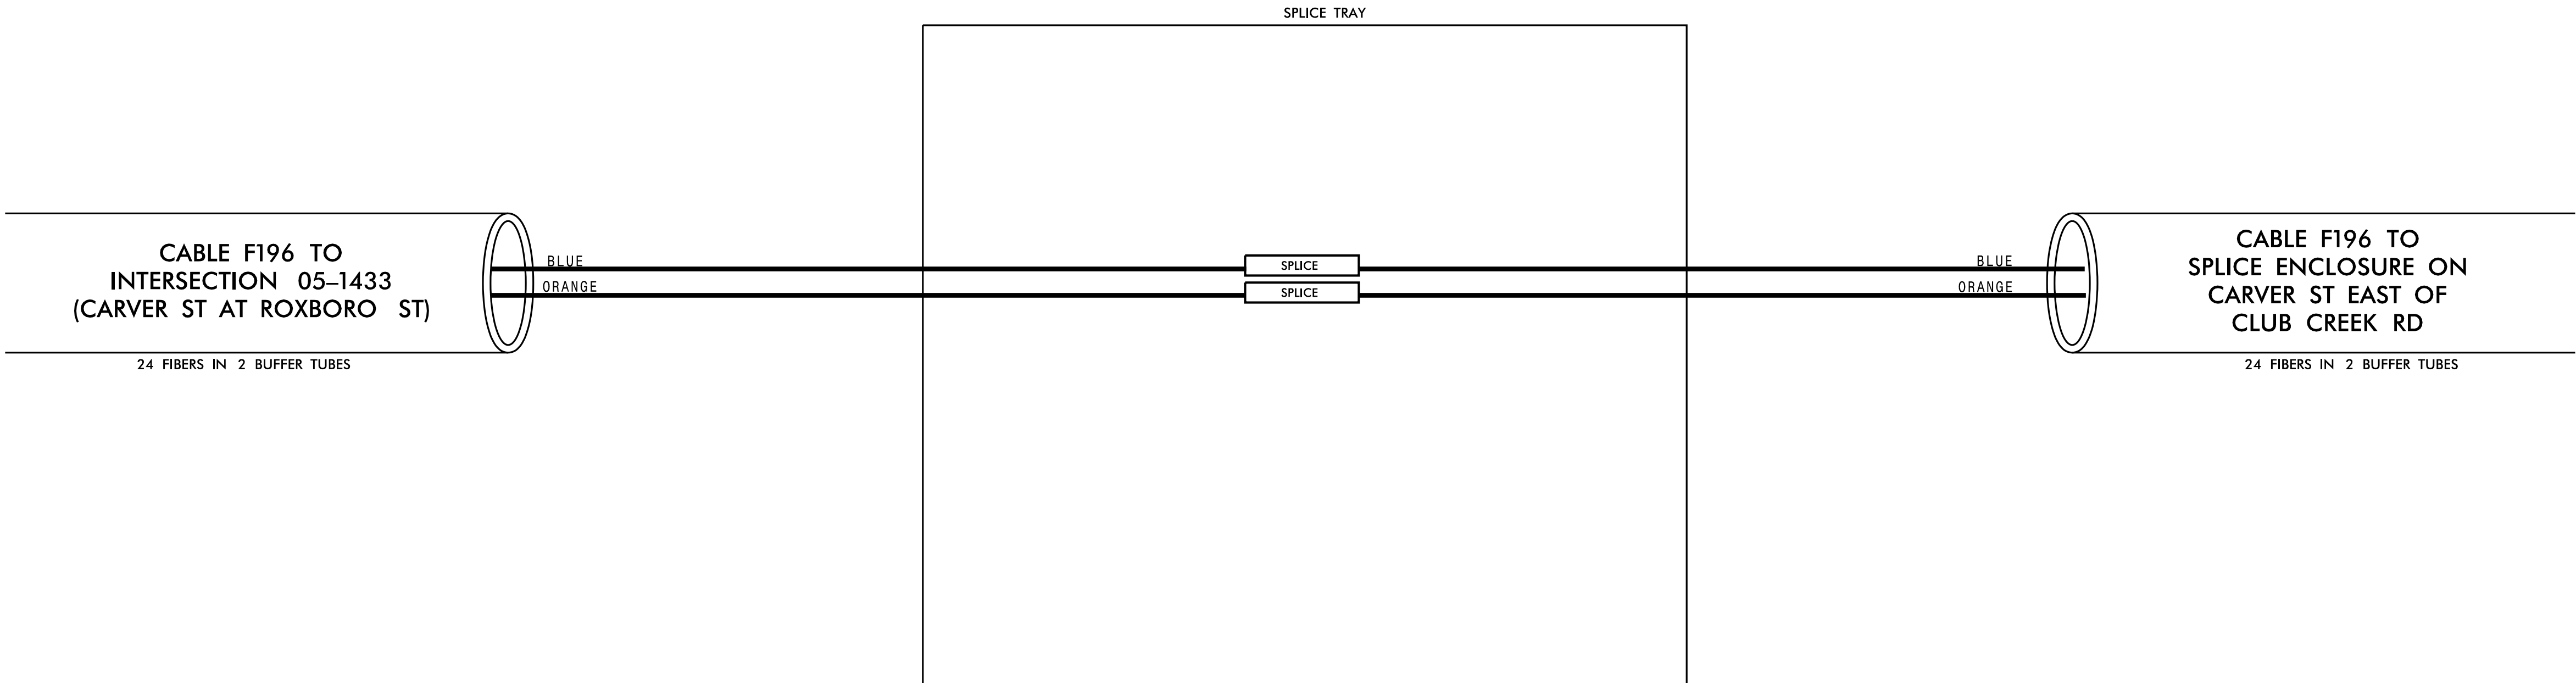 SPLICE TRAY
CABLE F196 TO
INTERSECTION 05–1433
(CARVER ST AT ROXBORO ST)
24 FIBERS IN 2 BUFFER TUBES
BLUE
ORANGE
SPLICE
SPLICE
BLUE
ORANGE
CABLE F196 TO
SPLICE ENCLOSURE ON
CARVER ST EAST OF
CLUB CREEK RD
24 FIBERS IN 2 BUFFER TUBES